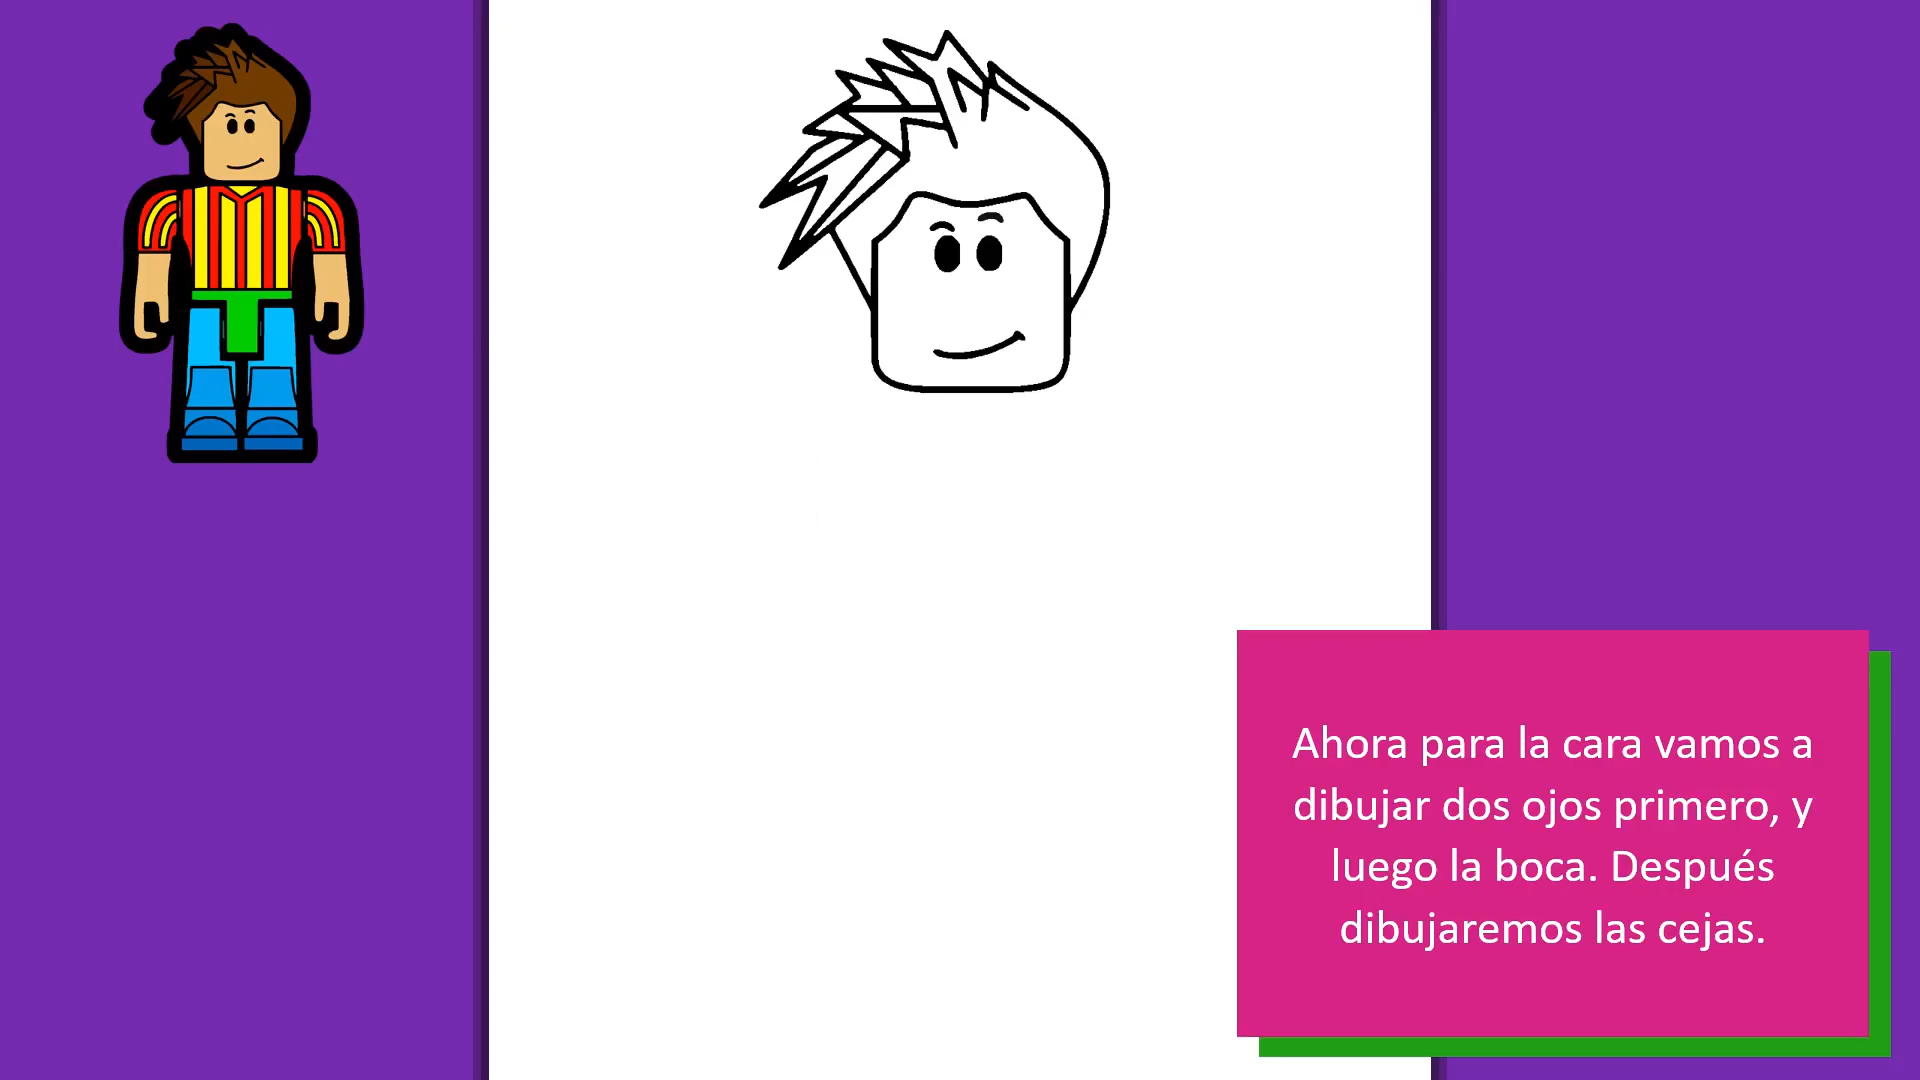 Ahora para la cara vamos a
dibujar dos ojos primero, y
luego la boca. Después
dibujaremos las cejas.